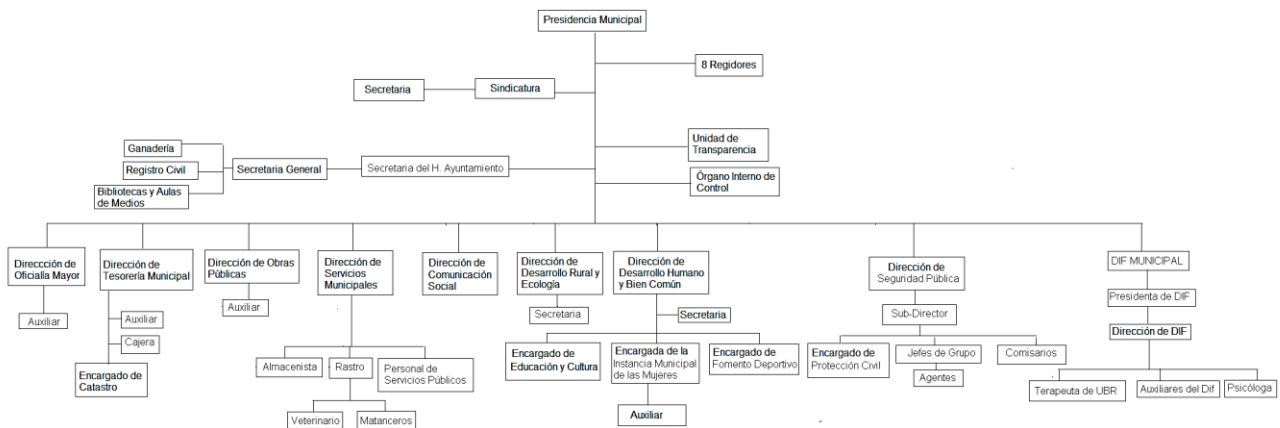 Presidencia Municipal
8 Regidores
Secretaria
Sindicatura
Unidad de
Transparencia
Ganadería
Registro Civil
Bibliotecas y Aulas
de Medios
Secretaria General
Secretaria del H. Ayuntamiento
Órgano Interno de
Control
Direccción de
Oficialía Mayor
Auxiliar
Dirección de
Tesorería Municipal
Auxiliar
Cajera
Encargado de
Catastro
Dirección de Obras
Públicas
Auxiliar
Dirección de
Servicios
Municipales
Almacenista
Rastro
Personal de
Servicios Públicos
Veterinario
Matanceros
Dirección de
Comunicación
Social
Dirección de
Desarrollo Rural y
Ecología
Secretaria
Dirección de
Desarrollo Humano
y Bien Común
Secretaria
Encargado de
Educación y Cultura
Encargada de la
Instancia Municipal
de las Mujeres
Auxiliar
Encargado de
Fomento Deportivo
Dirección de
Seguridad Pública
Sub-Director
Encargado de
Protección Civil
Jefes de Grupo
Agentes
Comisarios
DIF MUNICIPAL
Presidenta de DIF
Dirección de DIF
Terapeuta de UBR
Auxiliares del Dif
Psicóloga